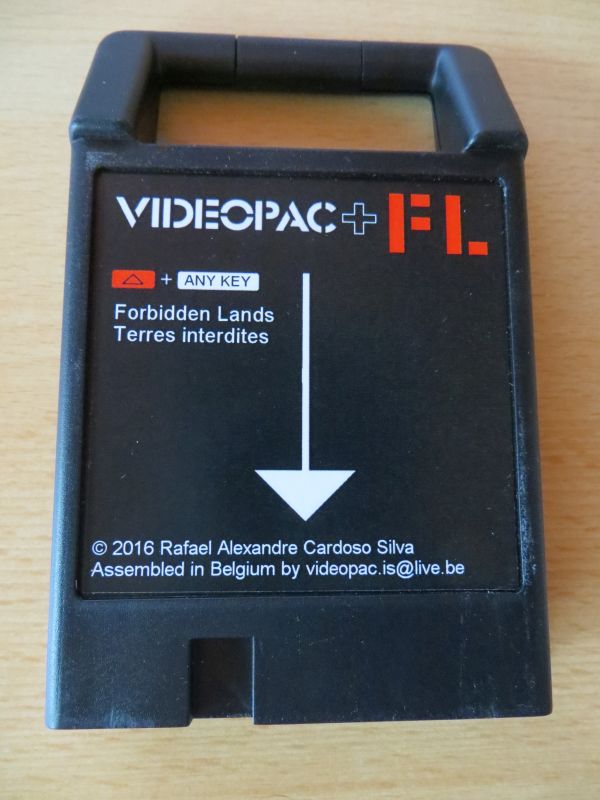 VIDEOPAC+ FL
+ ANY KEY
Forbidden Lands
Terres interdites
© 2016 Rafael Alexandre Cardoso Silva
Assembled in Belgium by videopac.is@live.be